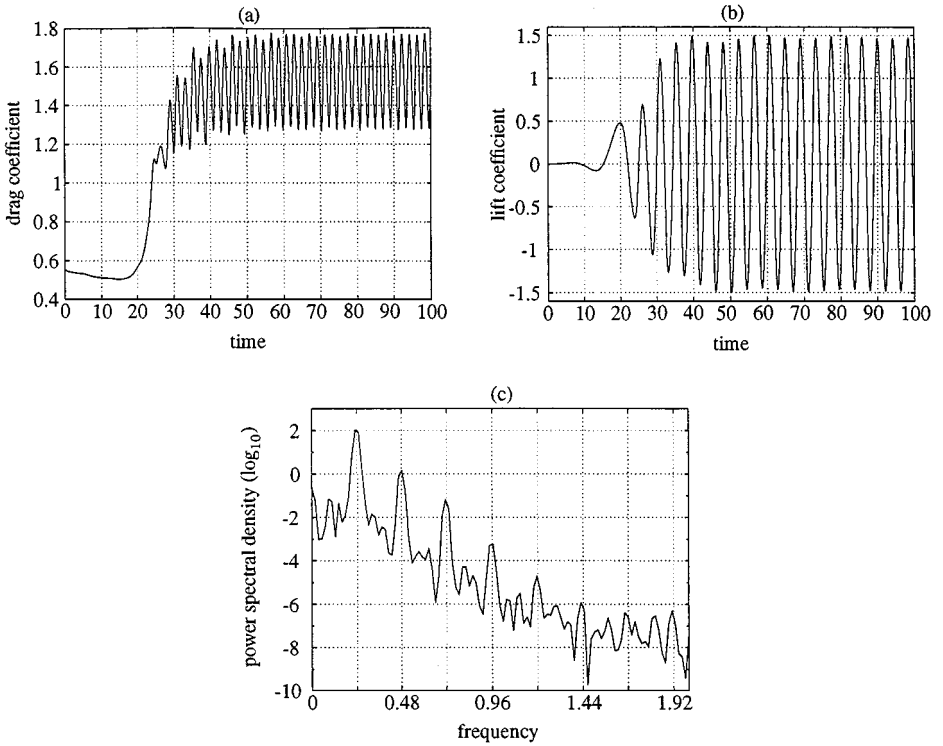 (a)
1.8
1.6
1.4
1.2
1
0.8
0.6
0.4
drag coefficient
0 10 20 30 40 50 60 70 80 90 100
time
(b)
1.5
1
0.5
0
-0.5
-1
-1.5
lift coefficient
0 10 20 30 40 50 60 70 80 90 100
time
(c)
2
0
-2
-4
-6
-8
-10
power spectral density (log₁₀)
0 0.48 0.96 1.44 1.92
frequency